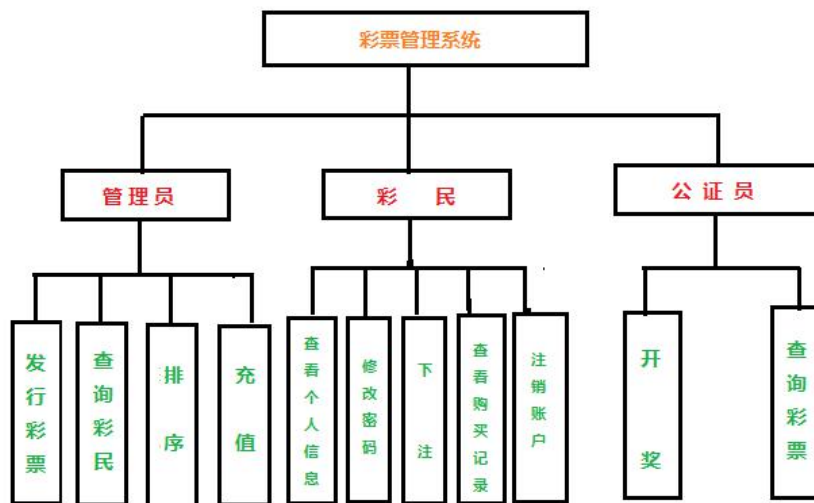 彩票管理系统
管理员
彩 民
公证员
发行彩票
查询彩民
排序
充值
查看个人信息
修改密码
下注
查看购买记录
注销账户
开奖
查询彩票